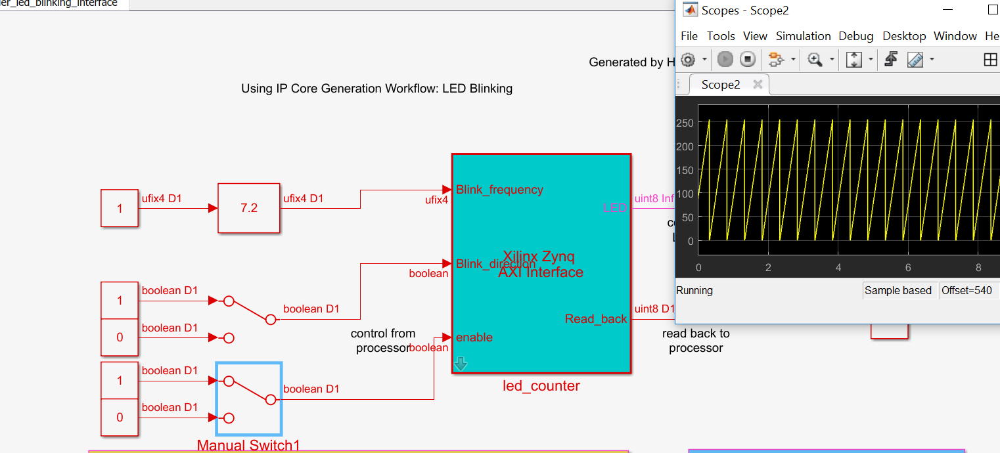 er_led_blinking_interface
Scopes - Scope2
File Tools View Simulation Debug Desktop Window He
Scope2
Generated by H
Using IP Core Generation Workflow: LED Blinking
250
200
150
100
50
0
0 2 4 6 8
Running
Sample based
Offset=540
1
ufix4 D1
7.2
ufix4 D1
ufix4
Blink_frequency
LED
uint8 Inf
co
L
1
boolean D1
0
boolean D1
boolean D1
boolean
Blink_direction
Xilinx Zynq
AXI Interface
Read_back
uint8 D1
read back to
processor
control from
processor
boolean
enable
1
boolean D1
0
boolean D1
boolean D1
Manual Switch1
led_counter